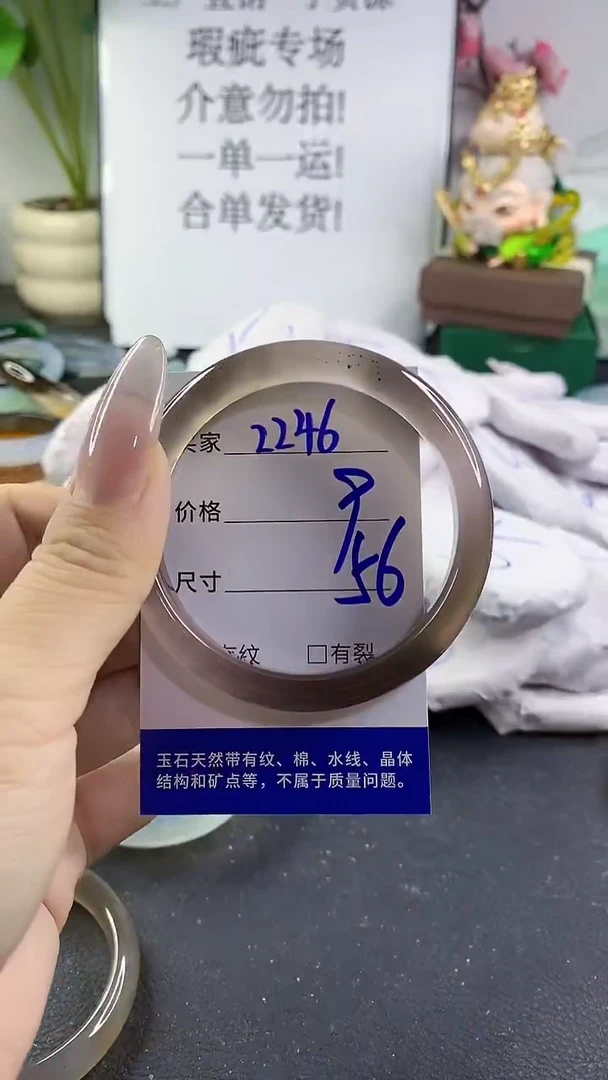 瑕疵专场
介意勿拍!
一单一运!
合单发货!
家 2246
价格
尺寸 56
纹 □有裂
玉石天然带有纹、棉、水线、晶体
结构和矿点等，不属于质量问题。